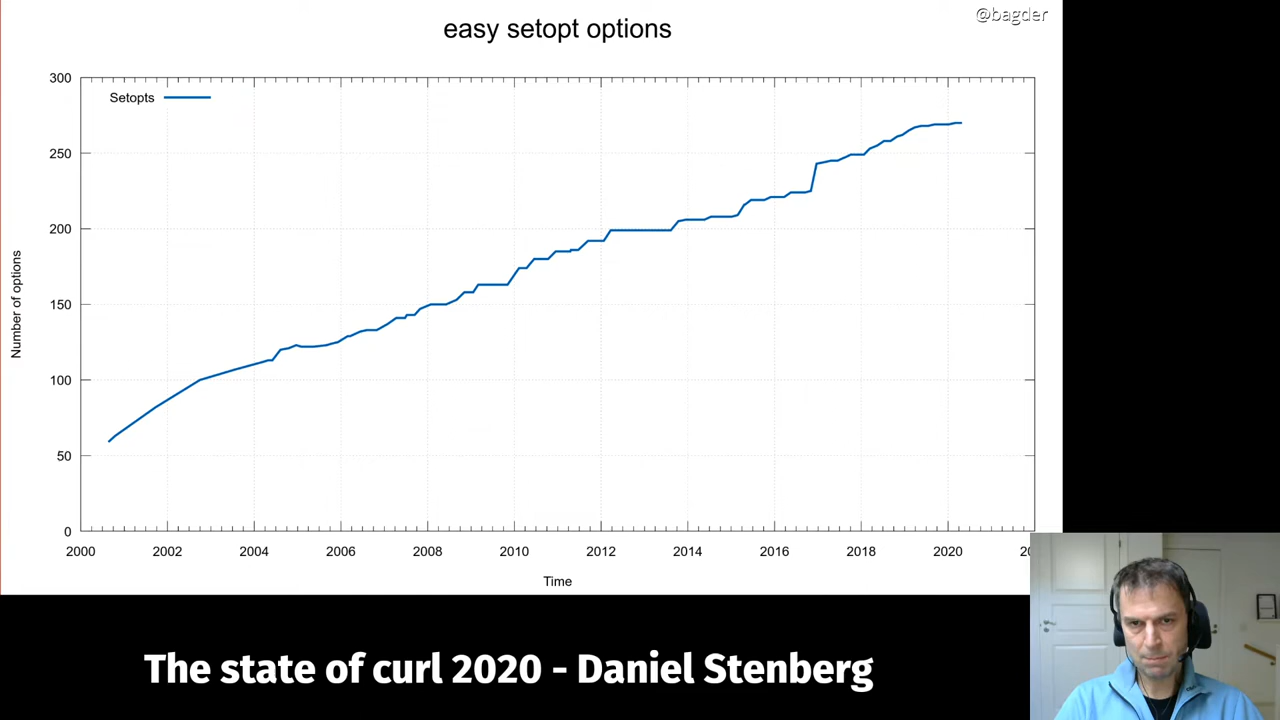 @bagder
easy setopt options
300
Setopts
250
200
150
100
50
0
Number of options
2000 2002 2004 2006 2008 2010 2012 2014 2016 2018 2020
Time
The state of curl 2020 - Daniel Stenberg